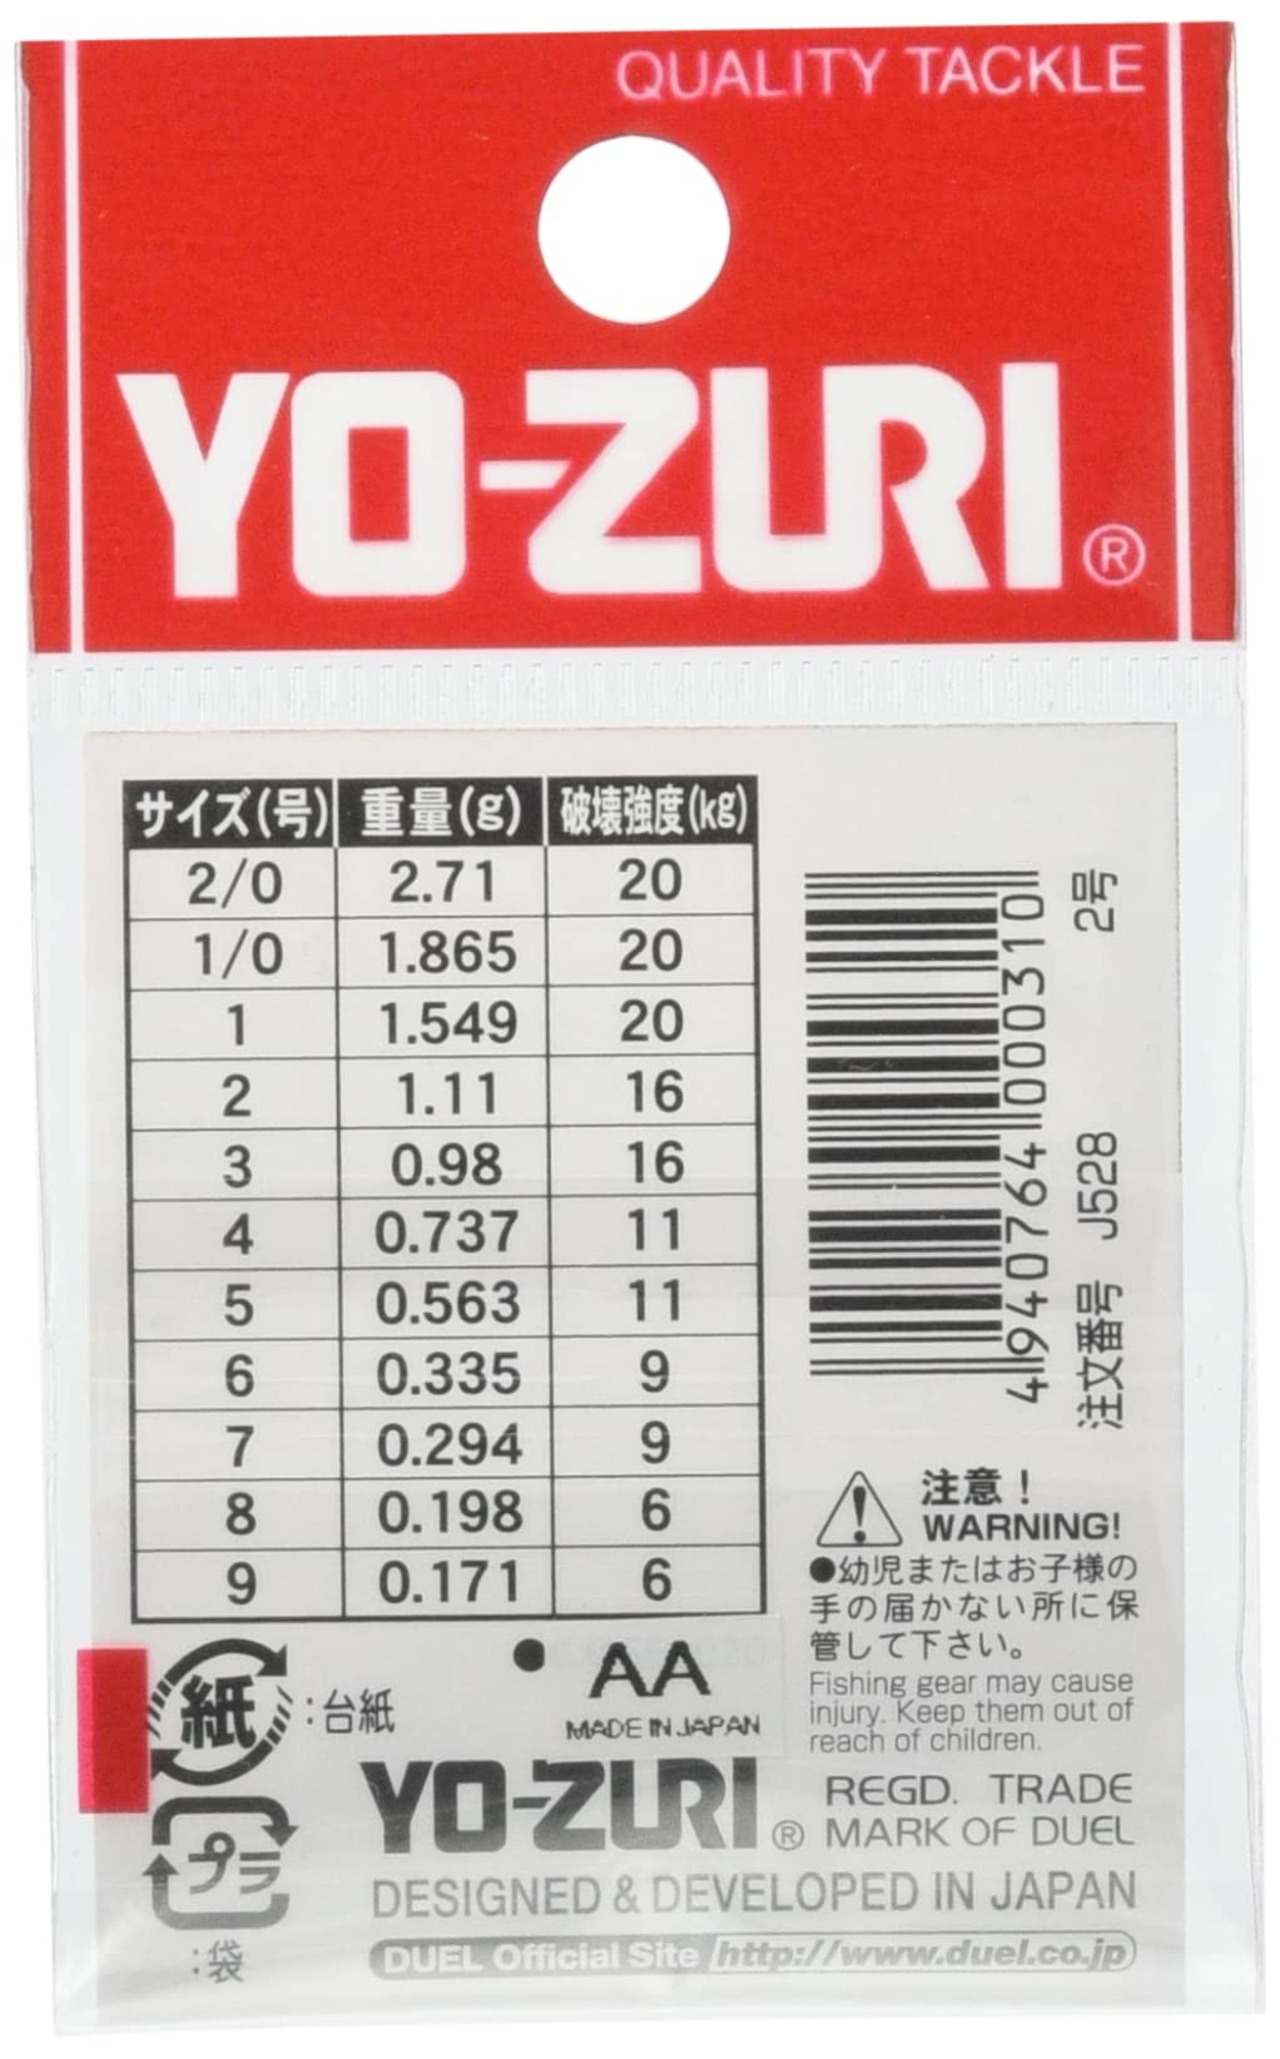 QUALITY TACKLE
YO-ZURI®
サイズ(号) 重量(g) 破壊強度(kg)
2/0 2.71 20
1/0 1.865 20
1 1.549 20
2 1.11 16
3 0.98 16
4 0.737 11
5 0.563 11
6 0.335 9
7 0.294 9
8 0.198 6
9 0.171 6
4940764000310
注文番号 J528 2号
注意！
WARNING!
●幼児またはお子様の
手の届かない所に保
管して下さい。
Fishing gear may cause
injury. Keep them out of
reach of children.
紙
:台紙
プラ
:袋
● AA
MADE IN JAPAN
YO-ZURI® REGD. TRADE
MARK OF DUEL
DESIGNED & DEVELOPED IN JAPAN
DUEL Official Site http://www.duel.co.jp